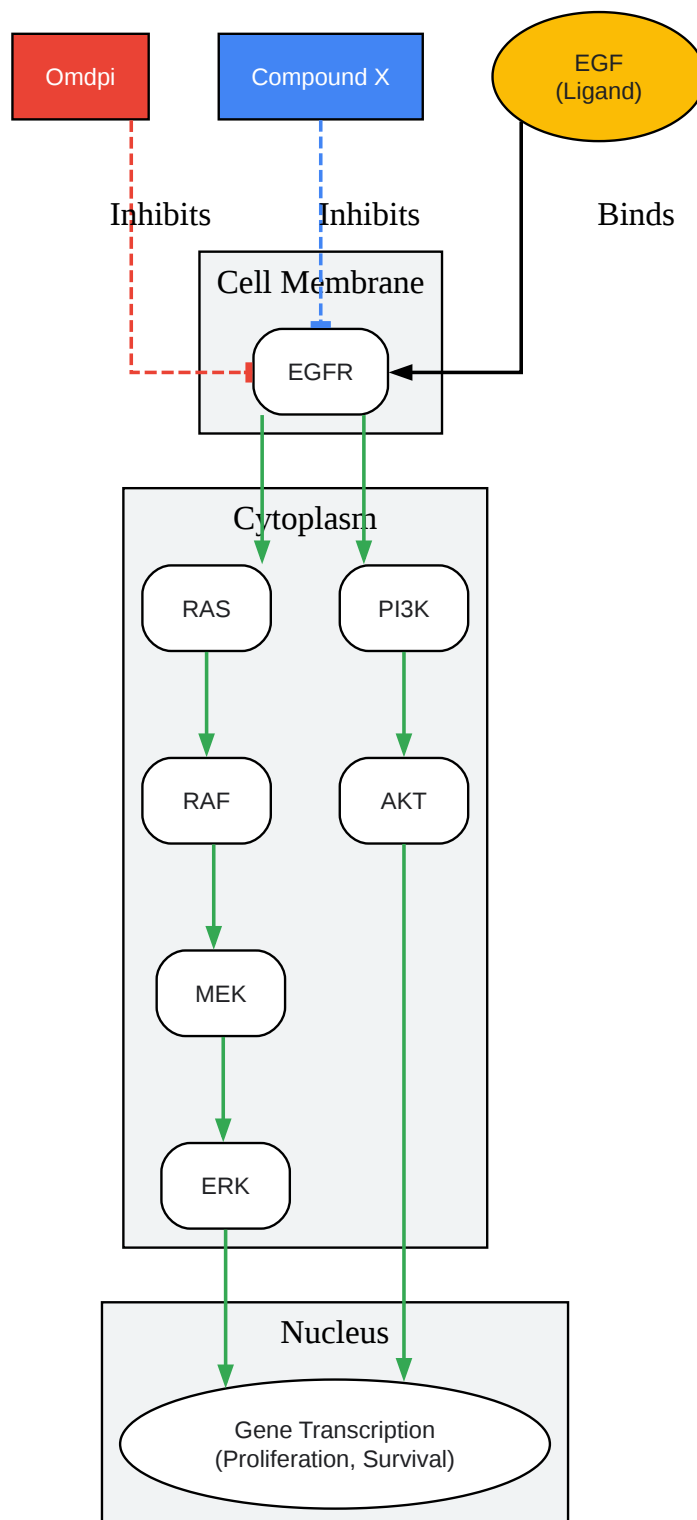 Omdpi
Compound X
EGF
(Ligand)
Inhibits
Inhibits
Binds
Cell Membrane
EGFR
Cytoplasm
RAS
PI3K
RAF
AKT
MEK
ERK
Nucleus
Gene Transcription
(Proliferation, Survival)